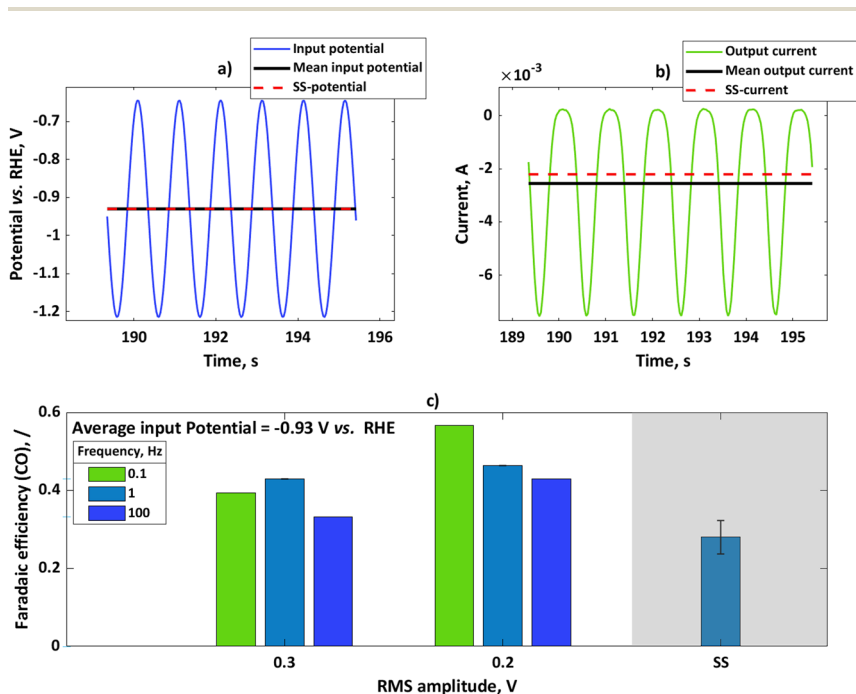 a)
Input potential
Mean input potential
SS-potential
Potential vs. RHE, V
-0.7
-0.8
-0.9
-1
-1.1
-1.2
190
192
194
196
Time, s
b)
Output current
Mean output current
SS-current
×10⁻³
Current, A
0
-2
-4
-6
189
190
191
192
193
194
195
Time, s
c)
Average input Potential = -0.93 V vs. RHE
Frequency, Hz
0.1
1
100
Faradaic efficiency (CO), /
0.6
0.4
0.2
0
0.3
0.2
SS
RMS amplitude, V